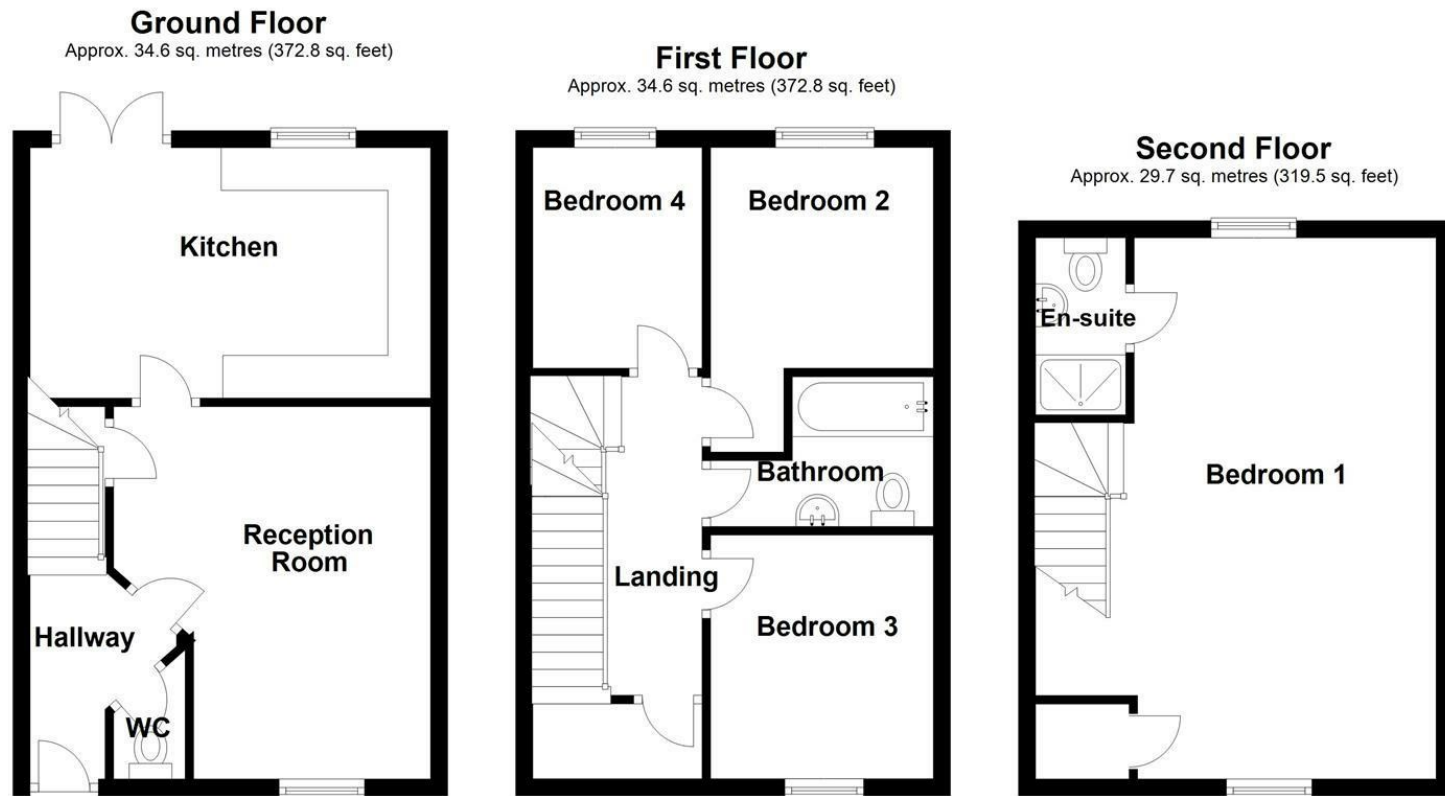 Ground Floor
Approx. 34.6 sq. metres (372.8 sq. feet)
Kitchen
Reception
Room
Hallway
WC
First Floor
Approx. 34.6 sq. metres (372.8 sq. feet)
Bedroom 4
Bedroom 2
Bathroom
Landing
Bedroom 3
Second Floor
Approx. 29.7 sq. metres (319.5 sq. feet)
En-suite
Bedroom 1